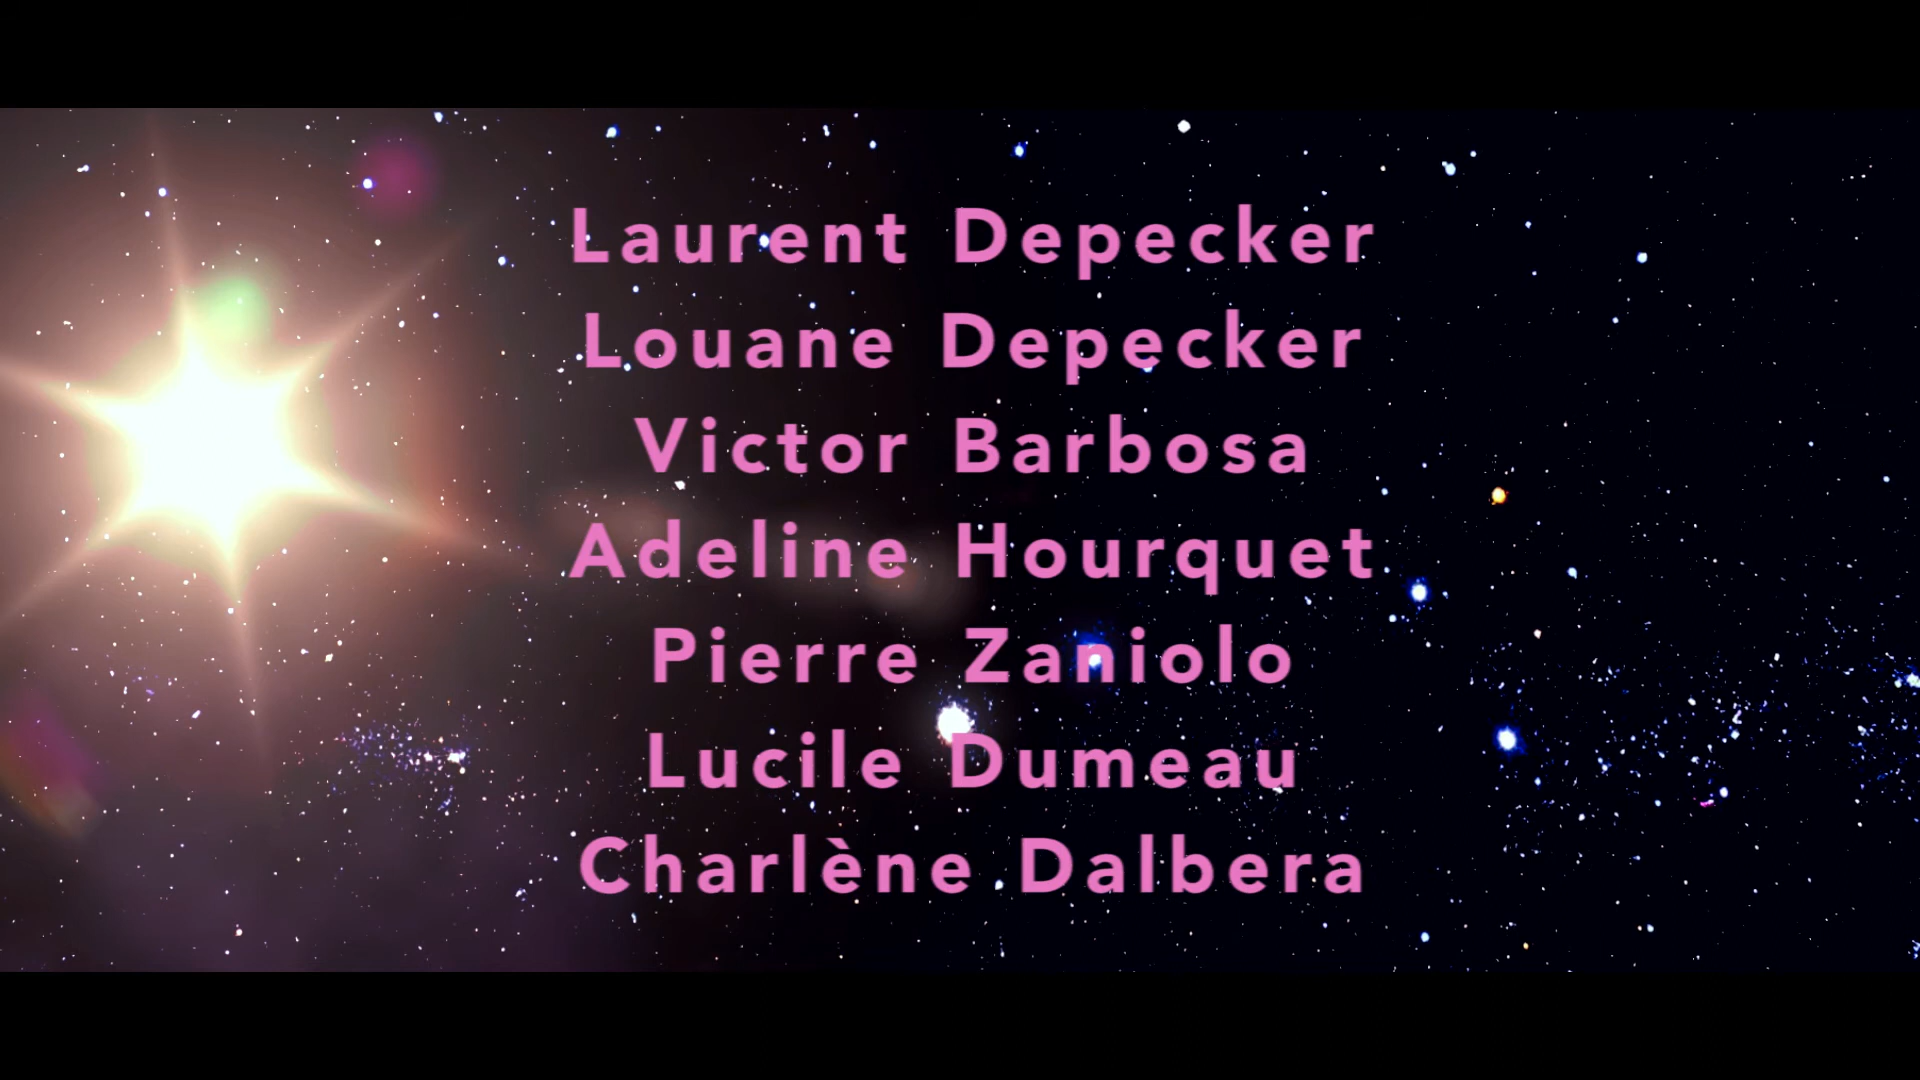 Laurent Depecker
Louane Depecker
Victor Barbosa
Adeline Hourquet
Pierre Zaniolo
Lucile Dumeau
Charlène Dalbera